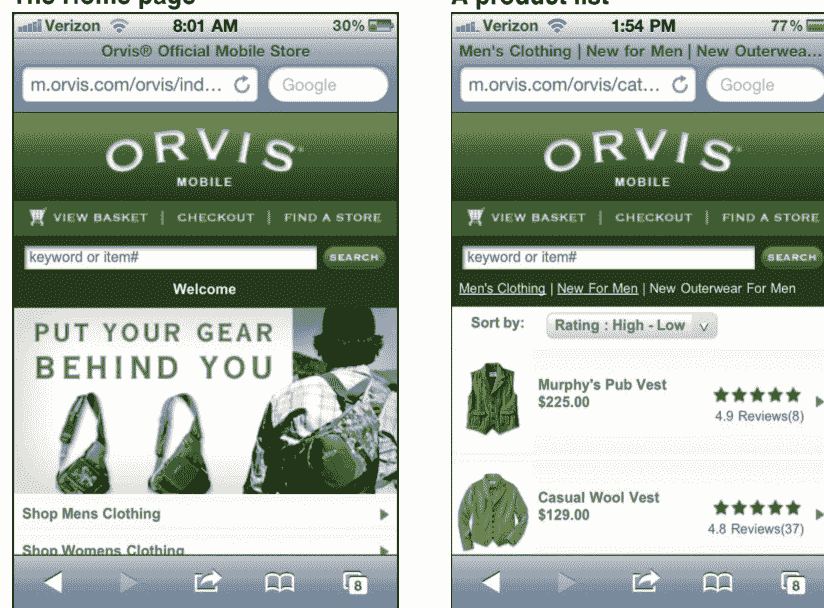 The Home page
Verizon 8:01 AM 30%
Orvis® Official Mobile Store
m.orvis.com/orvis/ind... Google
ORVIS
MOBILE
VIEW BASKET | CHECKOUT | FIND A STORE
keyword or item# SEARCH
Welcome
PUT YOUR GEAR
BEHIND YOU
Shop Mens Clothing
Shop Womens Clothing
8
A product list
Verizon 1:54 PM 77%
Men's Clothing | New for Men | New Outerwea...
m.orvis.com/orvis/cat... Google
ORVIS
MOBILE
VIEW BASKET | CHECKOUT | FIND A STORE
keyword or item# SEARCH
Men's Clothing | New For Men | New Outerwear For Men
Sort by: Rating : High - Low
Murphy's Pub Vest
$225.00
4.9 Reviews(8)
Casual Wool Vest
$129.00
4.8 Reviews(37)
8